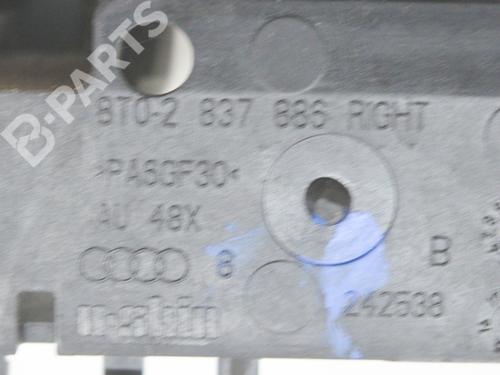 B-PARTS
8T0-2 837 886 RIGHT
>PA6GF30<
AU 48X
8 B
242538